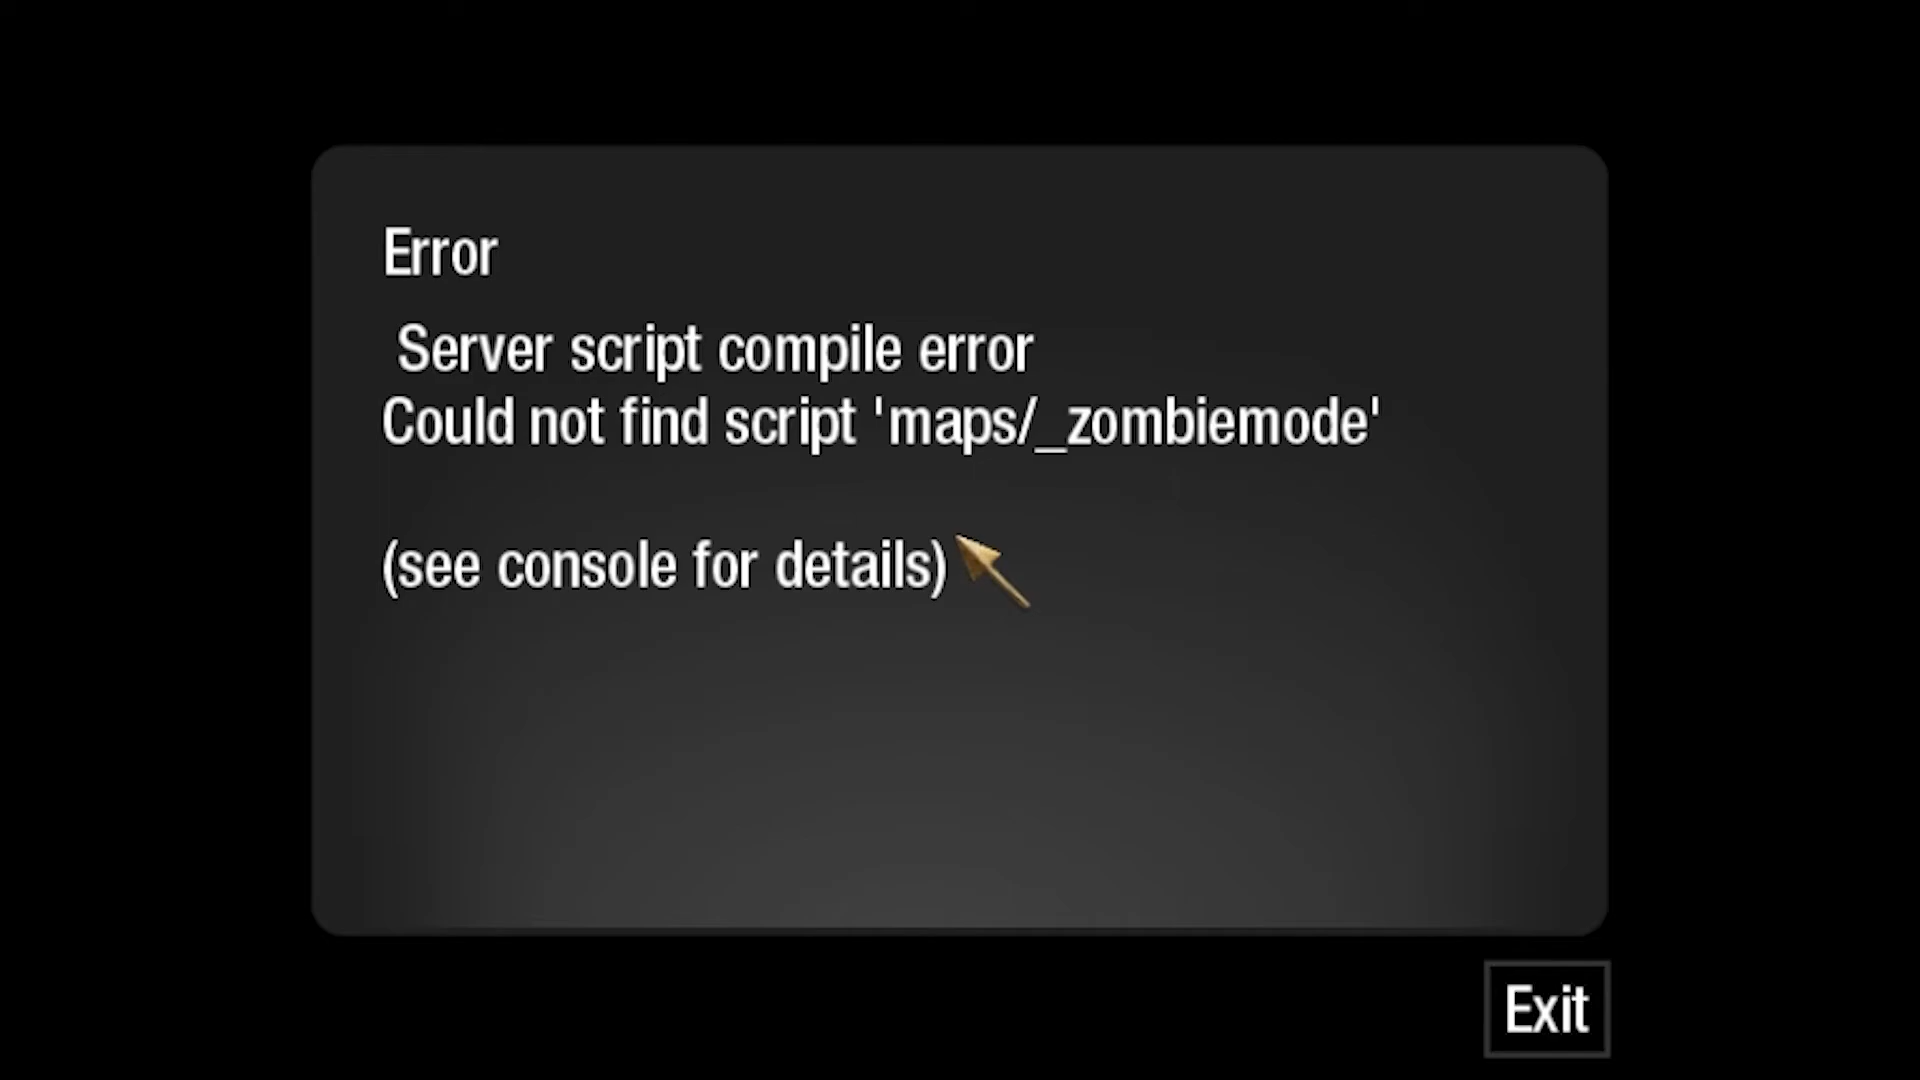 Error
Server script compile error
Could not find script 'maps/_zombiemode'
(see console for details)
Exit